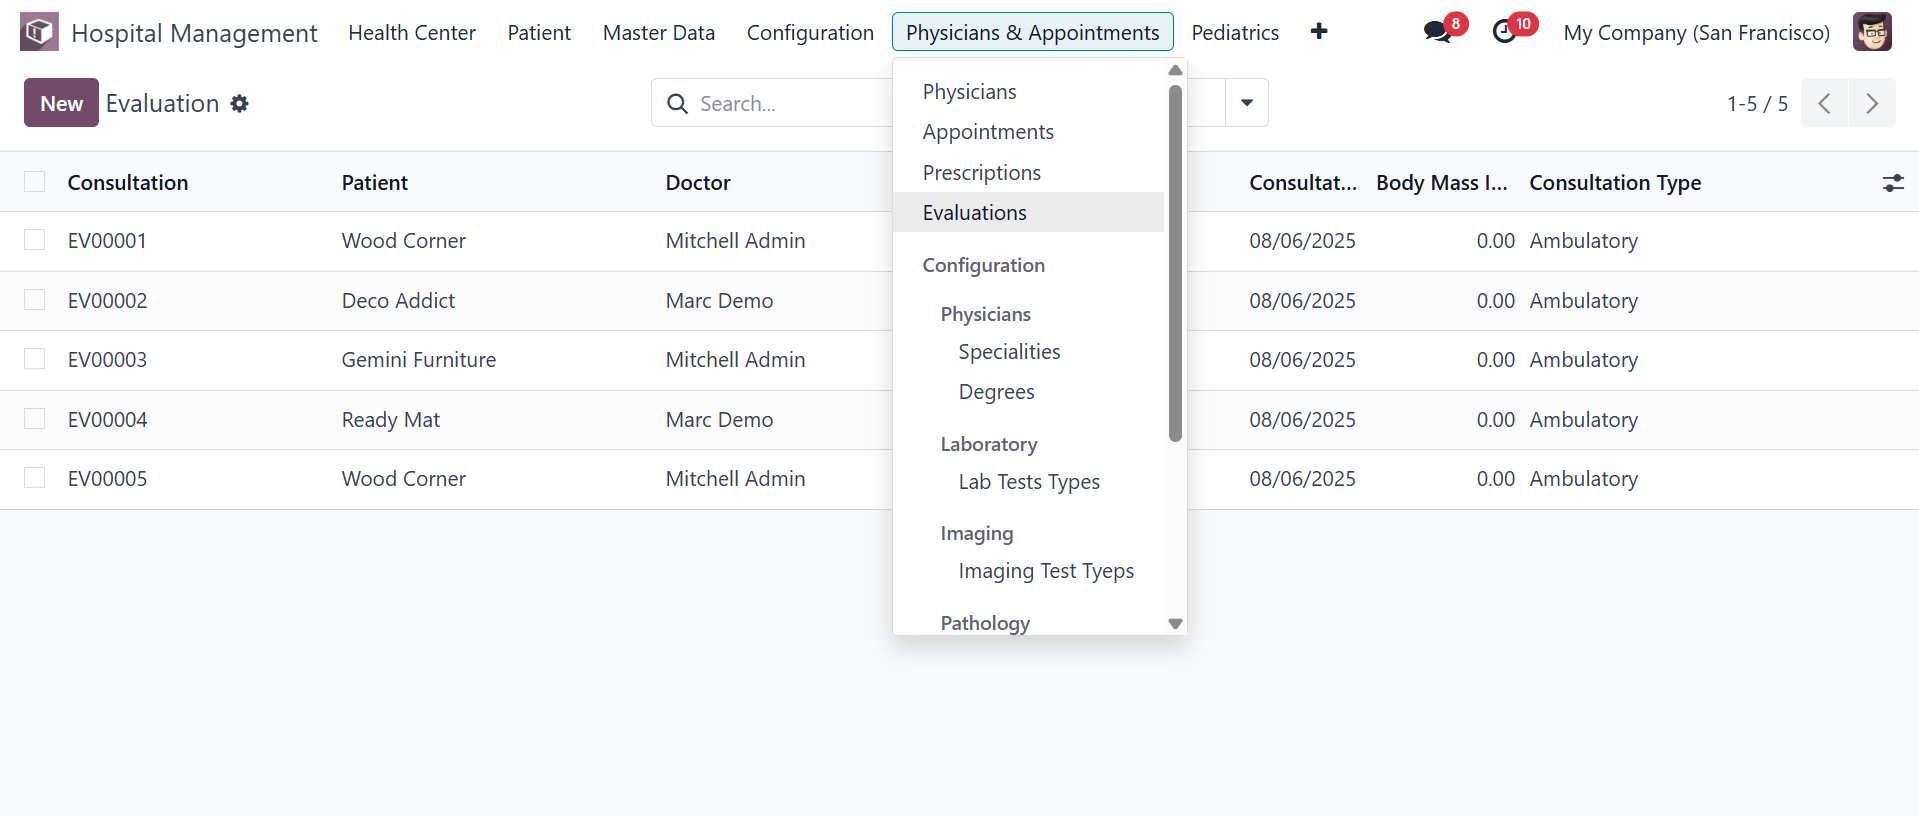 Hospital Management Health Center Patient Master Data Configuration Physicians & Appointments Pediatrics 8 10 My Company (San Francisco)
New Evaluation Search... 1-5 / 5
Physicians
Appointments
Prescriptions
Evaluations
Configuration
Physicians
Specialities
Degrees
Laboratory
Lab Tests Types
Imaging
Imaging Test Tyeps
Pathology
Consultation Patient Doctor Consultat... Body Mass I... Consultation Type
EV00001 Wood Corner Mitchell Admin 08/06/2025 0.00 Ambulatory
EV00002 Deco Addict Marc Demo 08/06/2025 0.00 Ambulatory
EV00003 Gemini Furniture Mitchell Admin 08/06/2025 0.00 Ambulatory
EV00004 Ready Mat Marc Demo 08/06/2025 0.00 Ambulatory
EV00005 Wood Corner Mitchell Admin 08/06/2025 0.00 Ambulatory